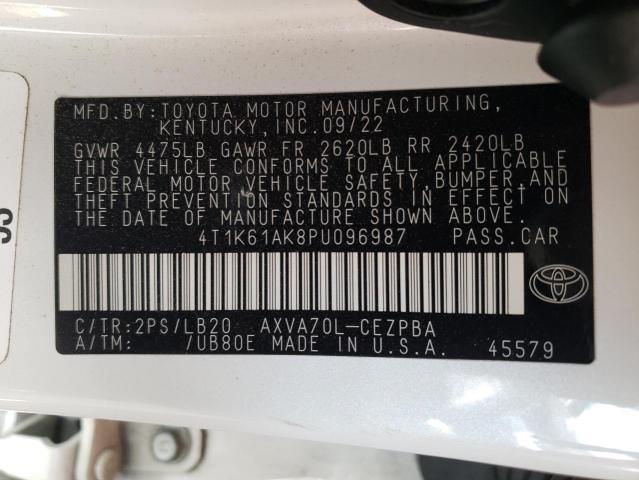 MFD.BY: TOYOTA MOTOR MANUFACTURING,
KENTUCKY, INC.09/22
GVWR 4475LB GAWR FR 2620LB RR 2420LB
THIS VEHICLE CONFORMS TO ALL APPLICABLE
FEDERAL MOTOR VEHICLE SAFETY,BUMPER,AND
THEFT PREVENTION STANDARDS IN EFFECT ON
THE DATE OF MANUFACTURE SHOWN ABOVE.
4T1K61AK8PU096987 PASS.CAR
C/TR:2PS/LB20 AXVA70L-CEZPBA
A/TM: /UB80E MADE IN U.S.A. 45579